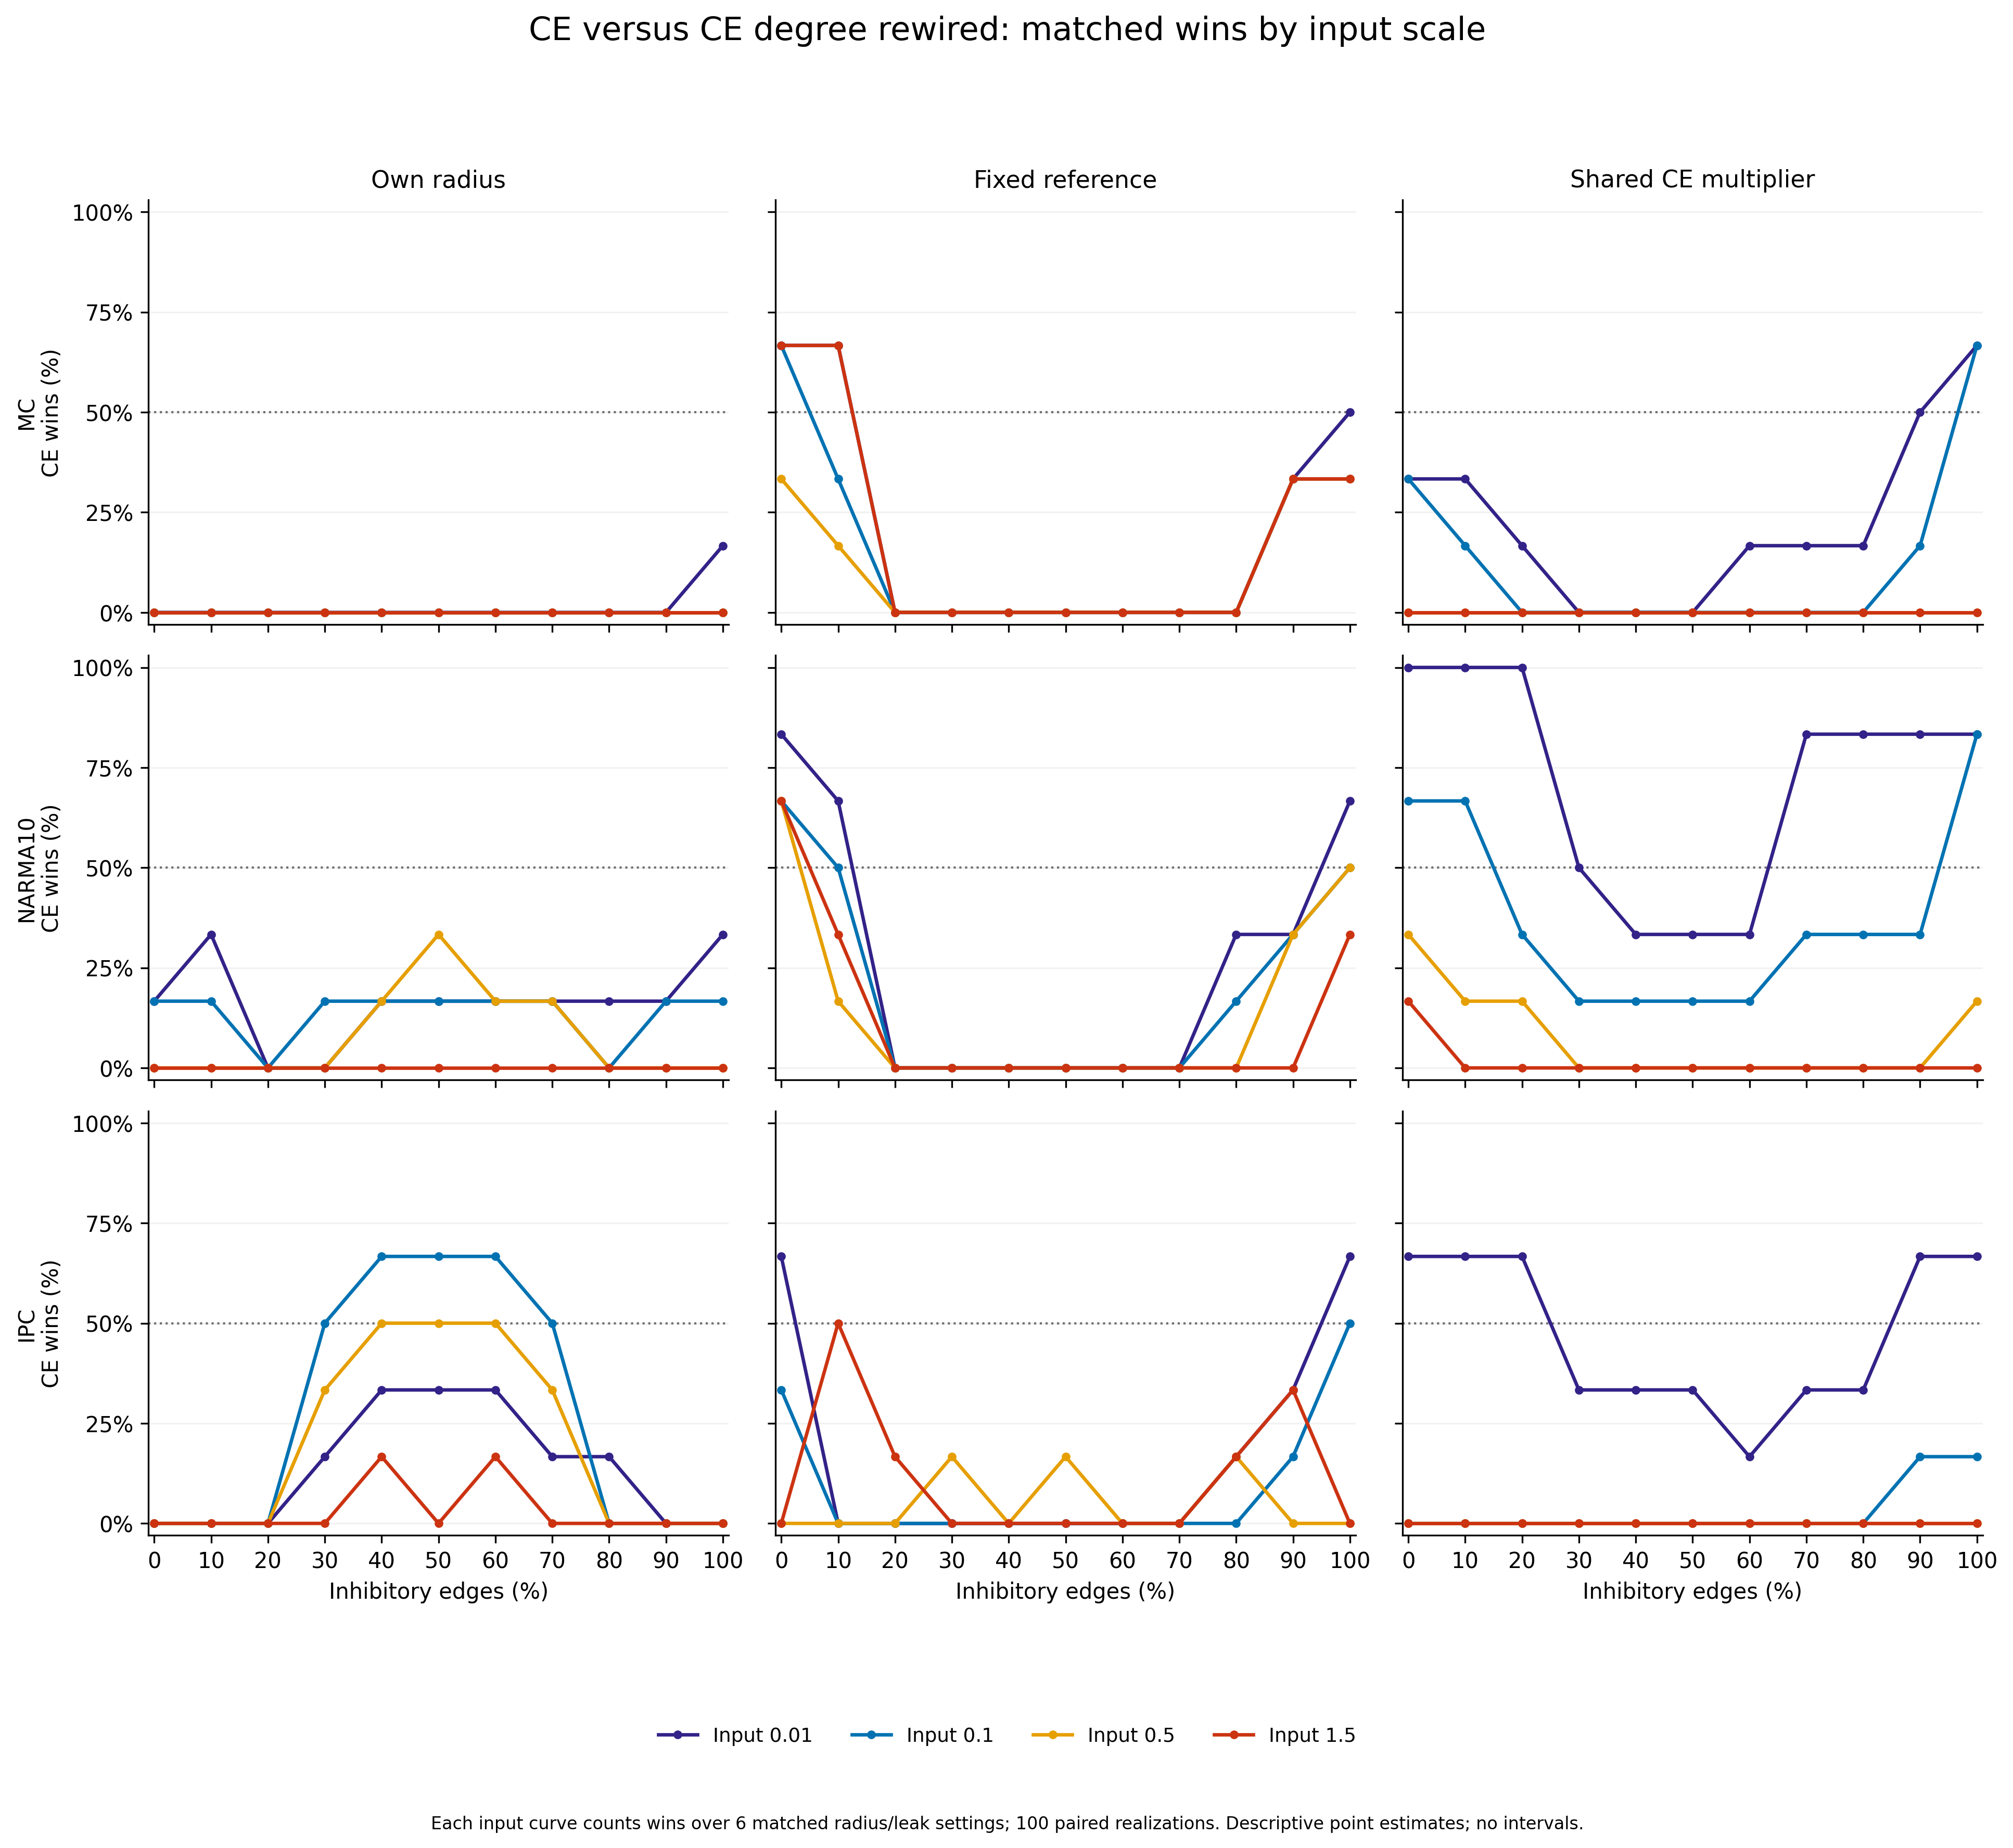 CE versus CE degree rewired: matched wins by input scale
Own radius
Fixed reference
Shared CE multiplier
MC
CE wins (%)
100%
75%
50%
25%
0%
NARMA10
CE wins (%)
100%
75%
50%
25%
0%
IPC
CE wins (%)
100%
75%
50%
25%
0%
0 10 20 30 40 50 60 70 80 90 100
0 10 20 30 40 50 60 70 80 90 100
0 10 20 30 40 50 60 70 80 90 100
Inhibitory edges (%)
Inhibitory edges (%)
Inhibitory edges (%)
Input 0.01
Input 0.1
Input 0.5
Input 1.5
Each input curve counts wins over 6 matched radius/leak settings; 100 paired realizations. Descriptive point estimates; no intervals.